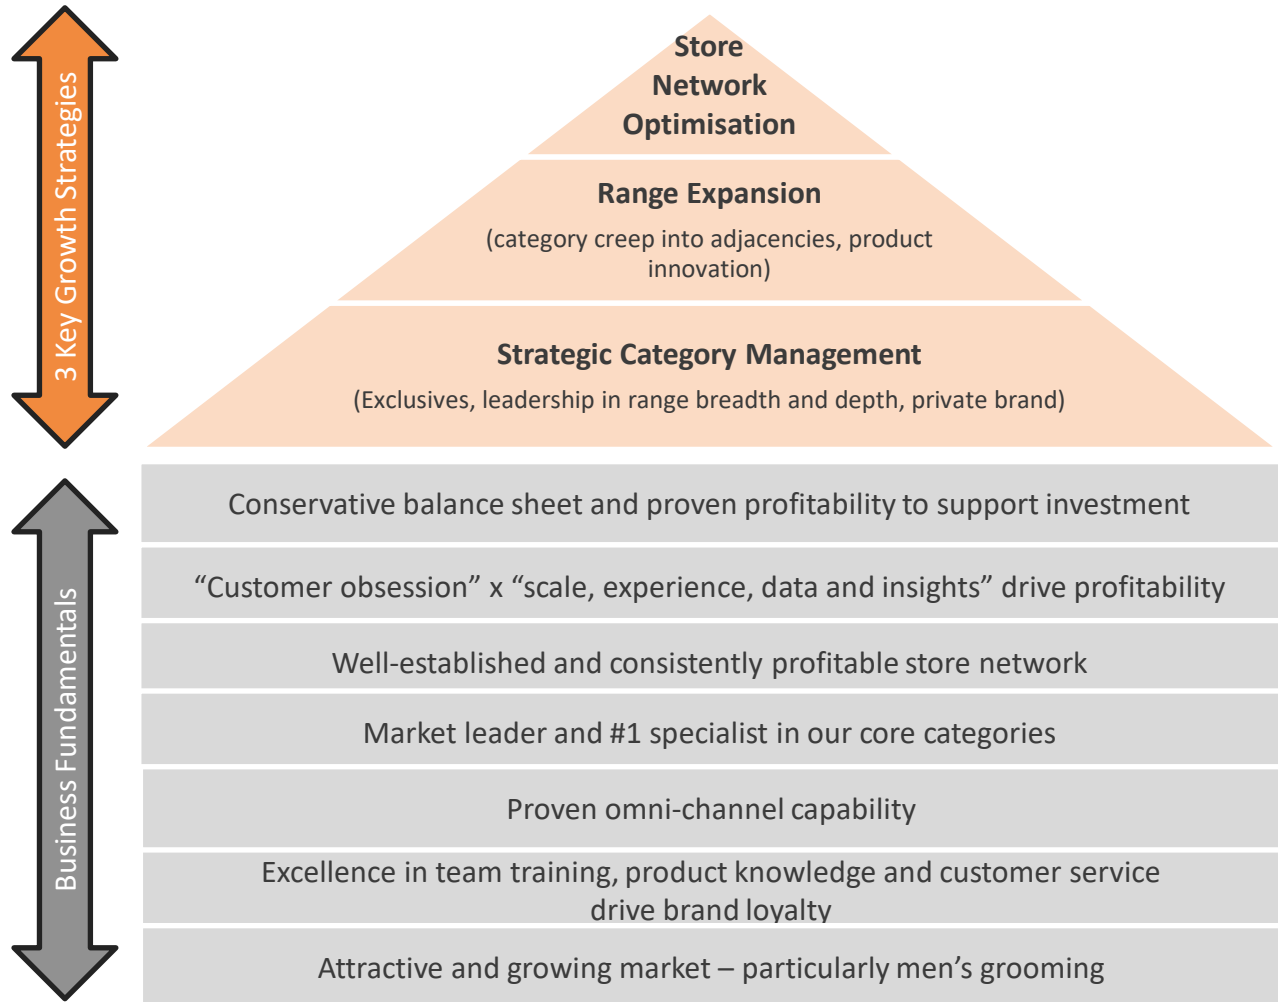 3 Key Growth Strategies
Store
Network
Optimisation
Range Expansion
(category creep into adjacencies, product
innovation)
Strategic Category Management
(Exclusives, leadership in range breadth and depth, private brand)
Business Fundamentals
Conservative balance sheet and proven profitability to support investment
“Customer obsession” x “scale, experience, data and insights” drive profitability
Well-established and consistently profitable store network
Market leader and #1 specialist in our core categories
Proven omni-channel capability
Excellence in team training, product knowledge and customer service
drive brand loyalty
Attractive and growing market – particularly men’s grooming